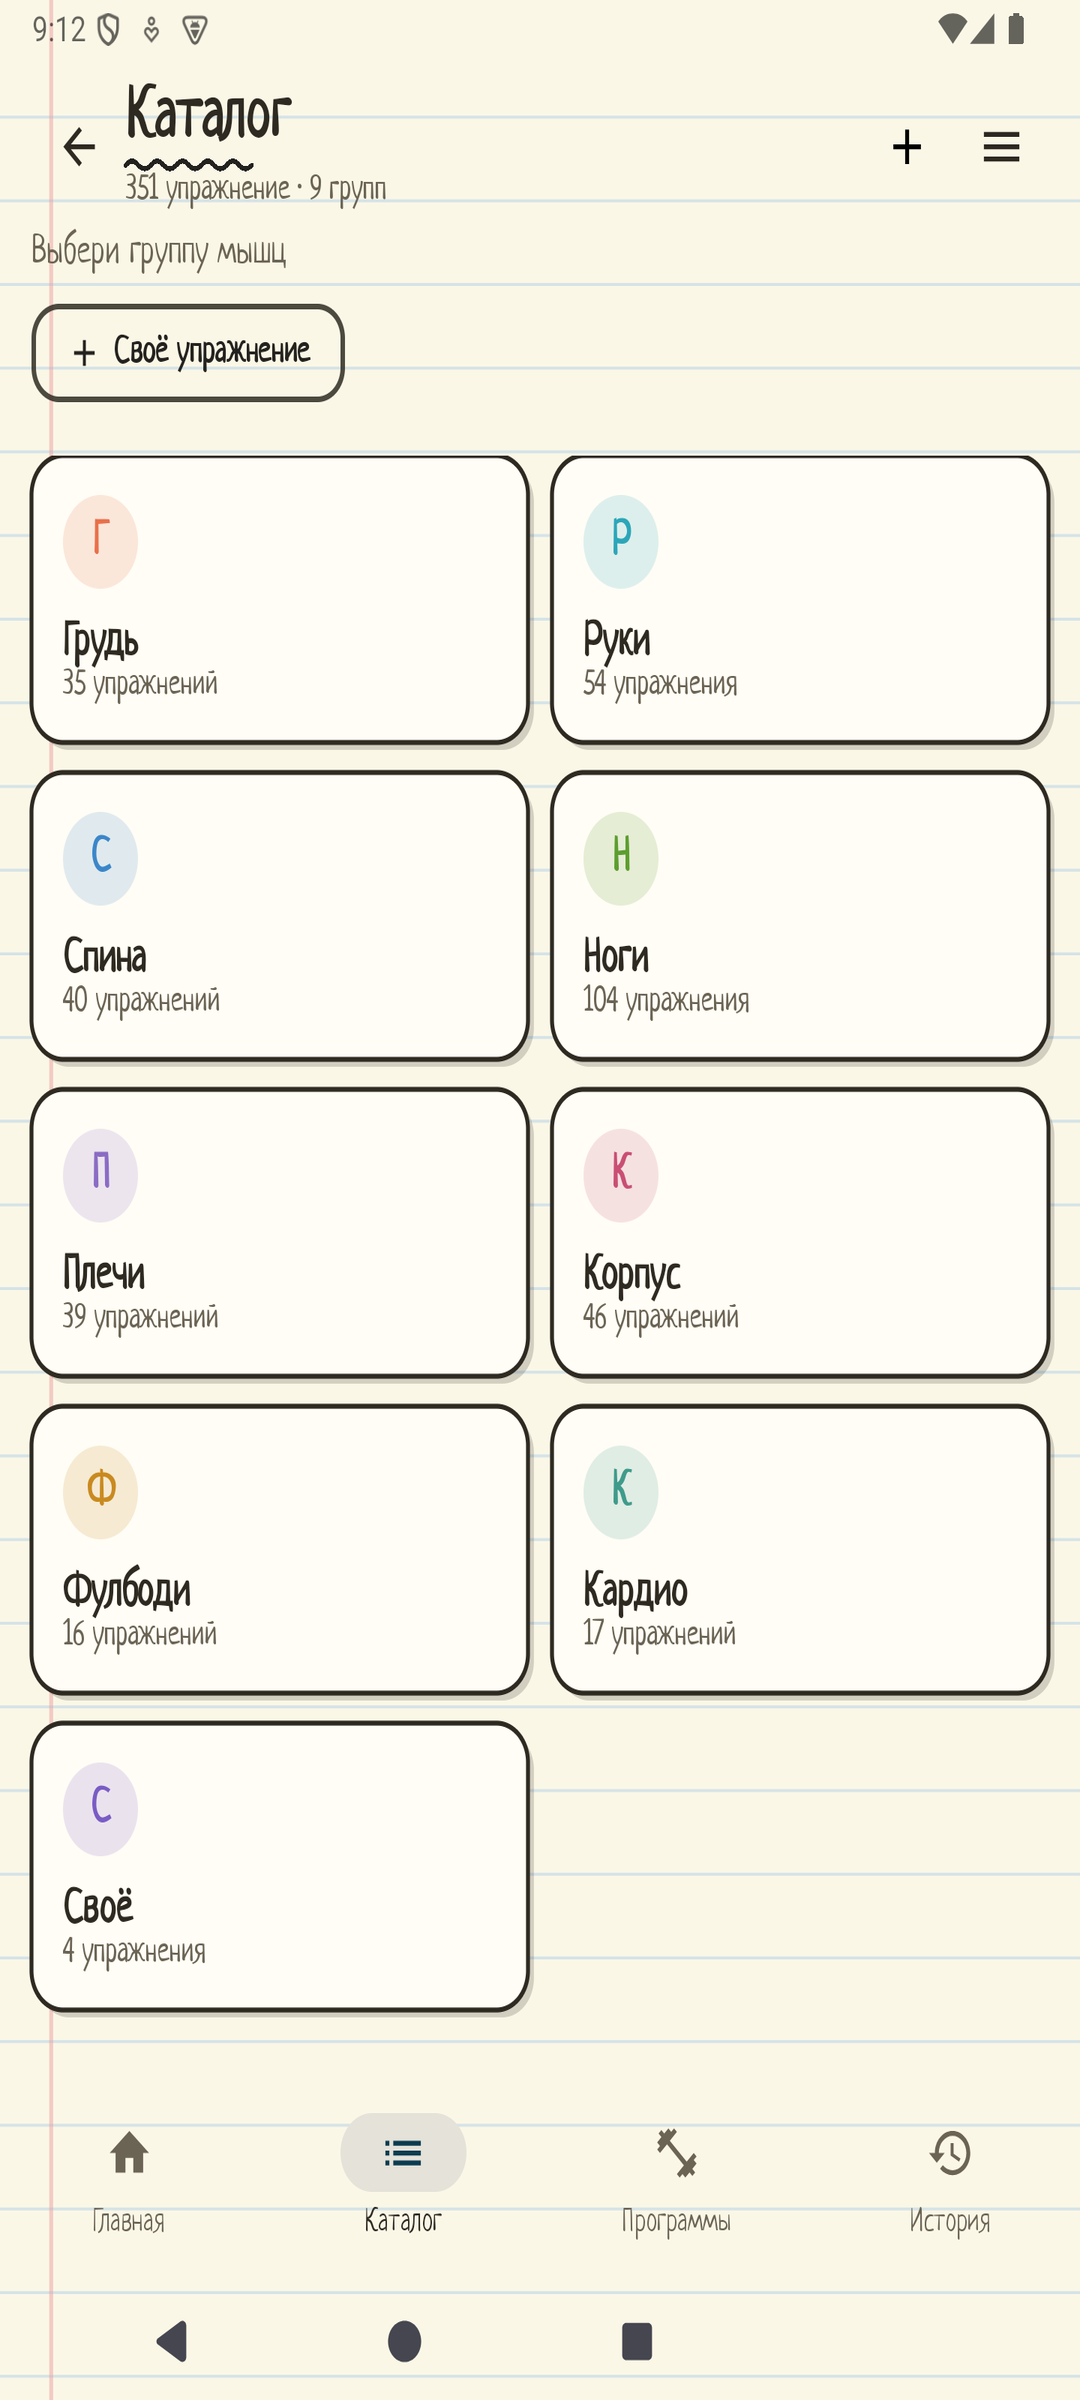 9:12
Каталог
351 упражнение • 9 групп
Выбери группу мышц
+ Своё упражнение
Г
Грудь
35 упражнений
Р
Руки
54 упражнения
С
Спина
40 упражнений
Н
Ноги
104 упражнения
П
Плечи
39 упражнений
К
Корпус
46 упражнений
Ф
Фулбоди
16 упражнений
К
Кардио
17 упражнений
С
Своё
4 упражнения
Главная
Каталог
Программы
История